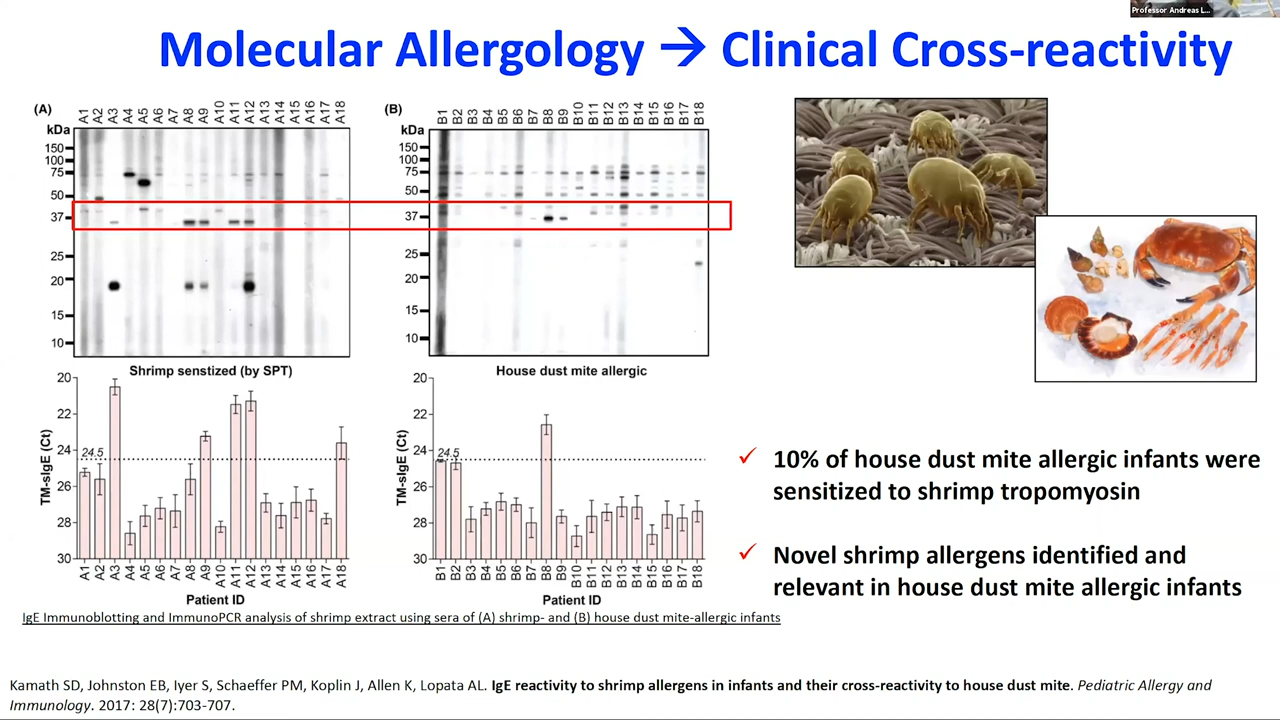 Professor Andreas L...
Molecular Allergology → Clinical Cross-reactivity
(A)
A1 A2 A3 A4 A5 A6 A7 A8 A9 A10 A11 A12 A13 A14 A15 A16 A17 A18
kDa
150
100
75
50
37
25
20
15
10
Shrimp senstized (by SPT)
(B)
B1 B2 B3 B4 B5 B6 B7 B8 B9 B10 B11 B12 B13 B14 B15 B16 B17 B18
kDa
150
100
75
50
37
25
20
15
10
House dust mite allergic
TM-sIgE (Ct)
20
22
24
26
28
30
24.5
A1 A2 A3 A4 A5 A6 A7 A8 A9 A10 A11 A12 A13 A14 A15 A16 A17 A18
Patient ID
TM-sIgE (Ct)
20
22
24
26
28
30
24.5
B1 B2 B3 B4 B5 B6 B7 B8 B9 B10 B11 B12 B13 B14 B15 B16 B17 B18
Patient ID
IgE Immunoblotting and ImmunoPCR analysis of shrimp extract using sera of (A) shrimp- and (B) house dust mite-allergic infants
✓ 10% of house dust mite allergic infants were
sensitized to shrimp tropomyosin
✓ Novel shrimp allergens identified and
relevant in house dust mite allergic infants
Kamath SD, Johnston EB, Iyer S, Schaeffer PM, Koplin J, Allen K, Lopata AL. IgE reactivity to shrimp allergens in infants and their cross-reactivity to house dust mite. Pediatric Allergy and
Immunology. 2017: 28(7):703-707.